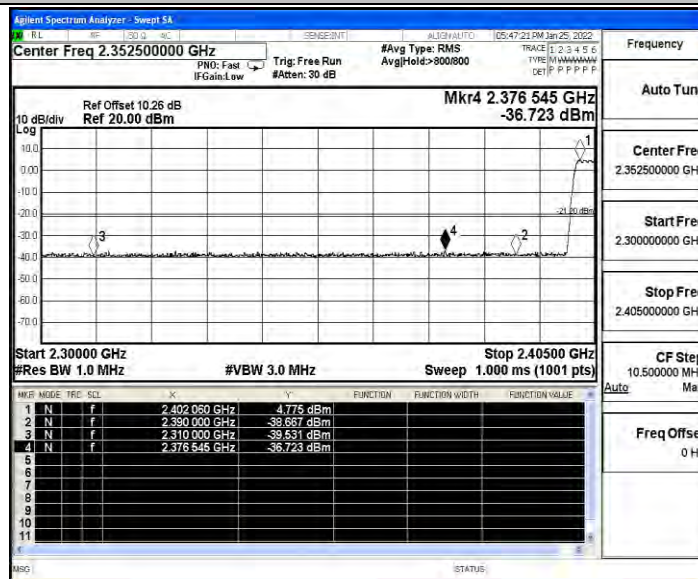 Agilent Spectrum Analyzer - Swept SA
RL RF 50 Ω AC SENSE:INT ALIGNAUTO 05:47:21 PM Jan 25, 2022
Center Freq 2.352500000 GHz
PNO: Fast
IFGain:Low
Trig: Free Run
#Atten: 30 dB
#Avg Type: RMS
Avg|Hold:>800/800
TRACE 1 2 3 4 5 6
TYPE M
DET P P P P P P
Mkr4 2.376 545 GHz
-36.723 dBm
Ref Offset 10.26 dB
10 dB/div Ref 20.00 dBm
Log
10.0
0.00
-10.0
-20.0
-30.0
-40.0
-50.0
-60.0
-70.0
1
2
3
4
-21.20 dBm
Start 2.30000 GHz Stop 2.40500 GHz
#Res BW 1.0 MHz #VBW 3.0 MHz Sweep 1.000 ms (1001 pts)
MKR MODE TRC SCL X Y FUNCTION FUNCTION WIDTH FUNCTION VALUE
1 N f 2.402 060 GHz 4.775 dBm
2 N f 2.390 000 GHz -38.667 dBm
3 N f 2.310 000 GHz -39.531 dBm
4 N f 2.376 545 GHz -36.723 dBm
5
6
7
8
9
10
11
MSG STATUS
Frequency
Auto Tun
Center Fre
2.352500000 GH
Start Fre
2.300000000 GH
Stop Fre
2.405000000 GH
CF Ste
10.500000 MH
Auto Ma
Freq Offse
0 H